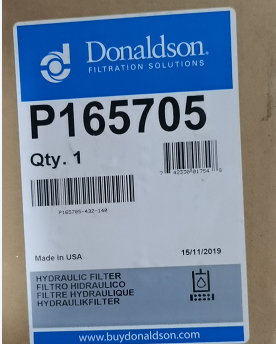 Donaldson.
FILTRATION SOLUTIONS
P165705
Qty. 1
P165705-432-140
Made in USA
15/11/2019
HYDRAULIC FILTER
FILTRO HIDRAULICO
FILTRE HYDRAULIQUE
HYDRAULIKFILTER
www.buydonaldson.com